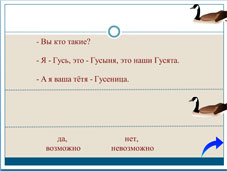 - Вы кто такие?
- Я - Гусь, это - Гусыня, это наши Гусята.
- А я ваша тётя - Гусеница.
да, нет,
возможно невозможно